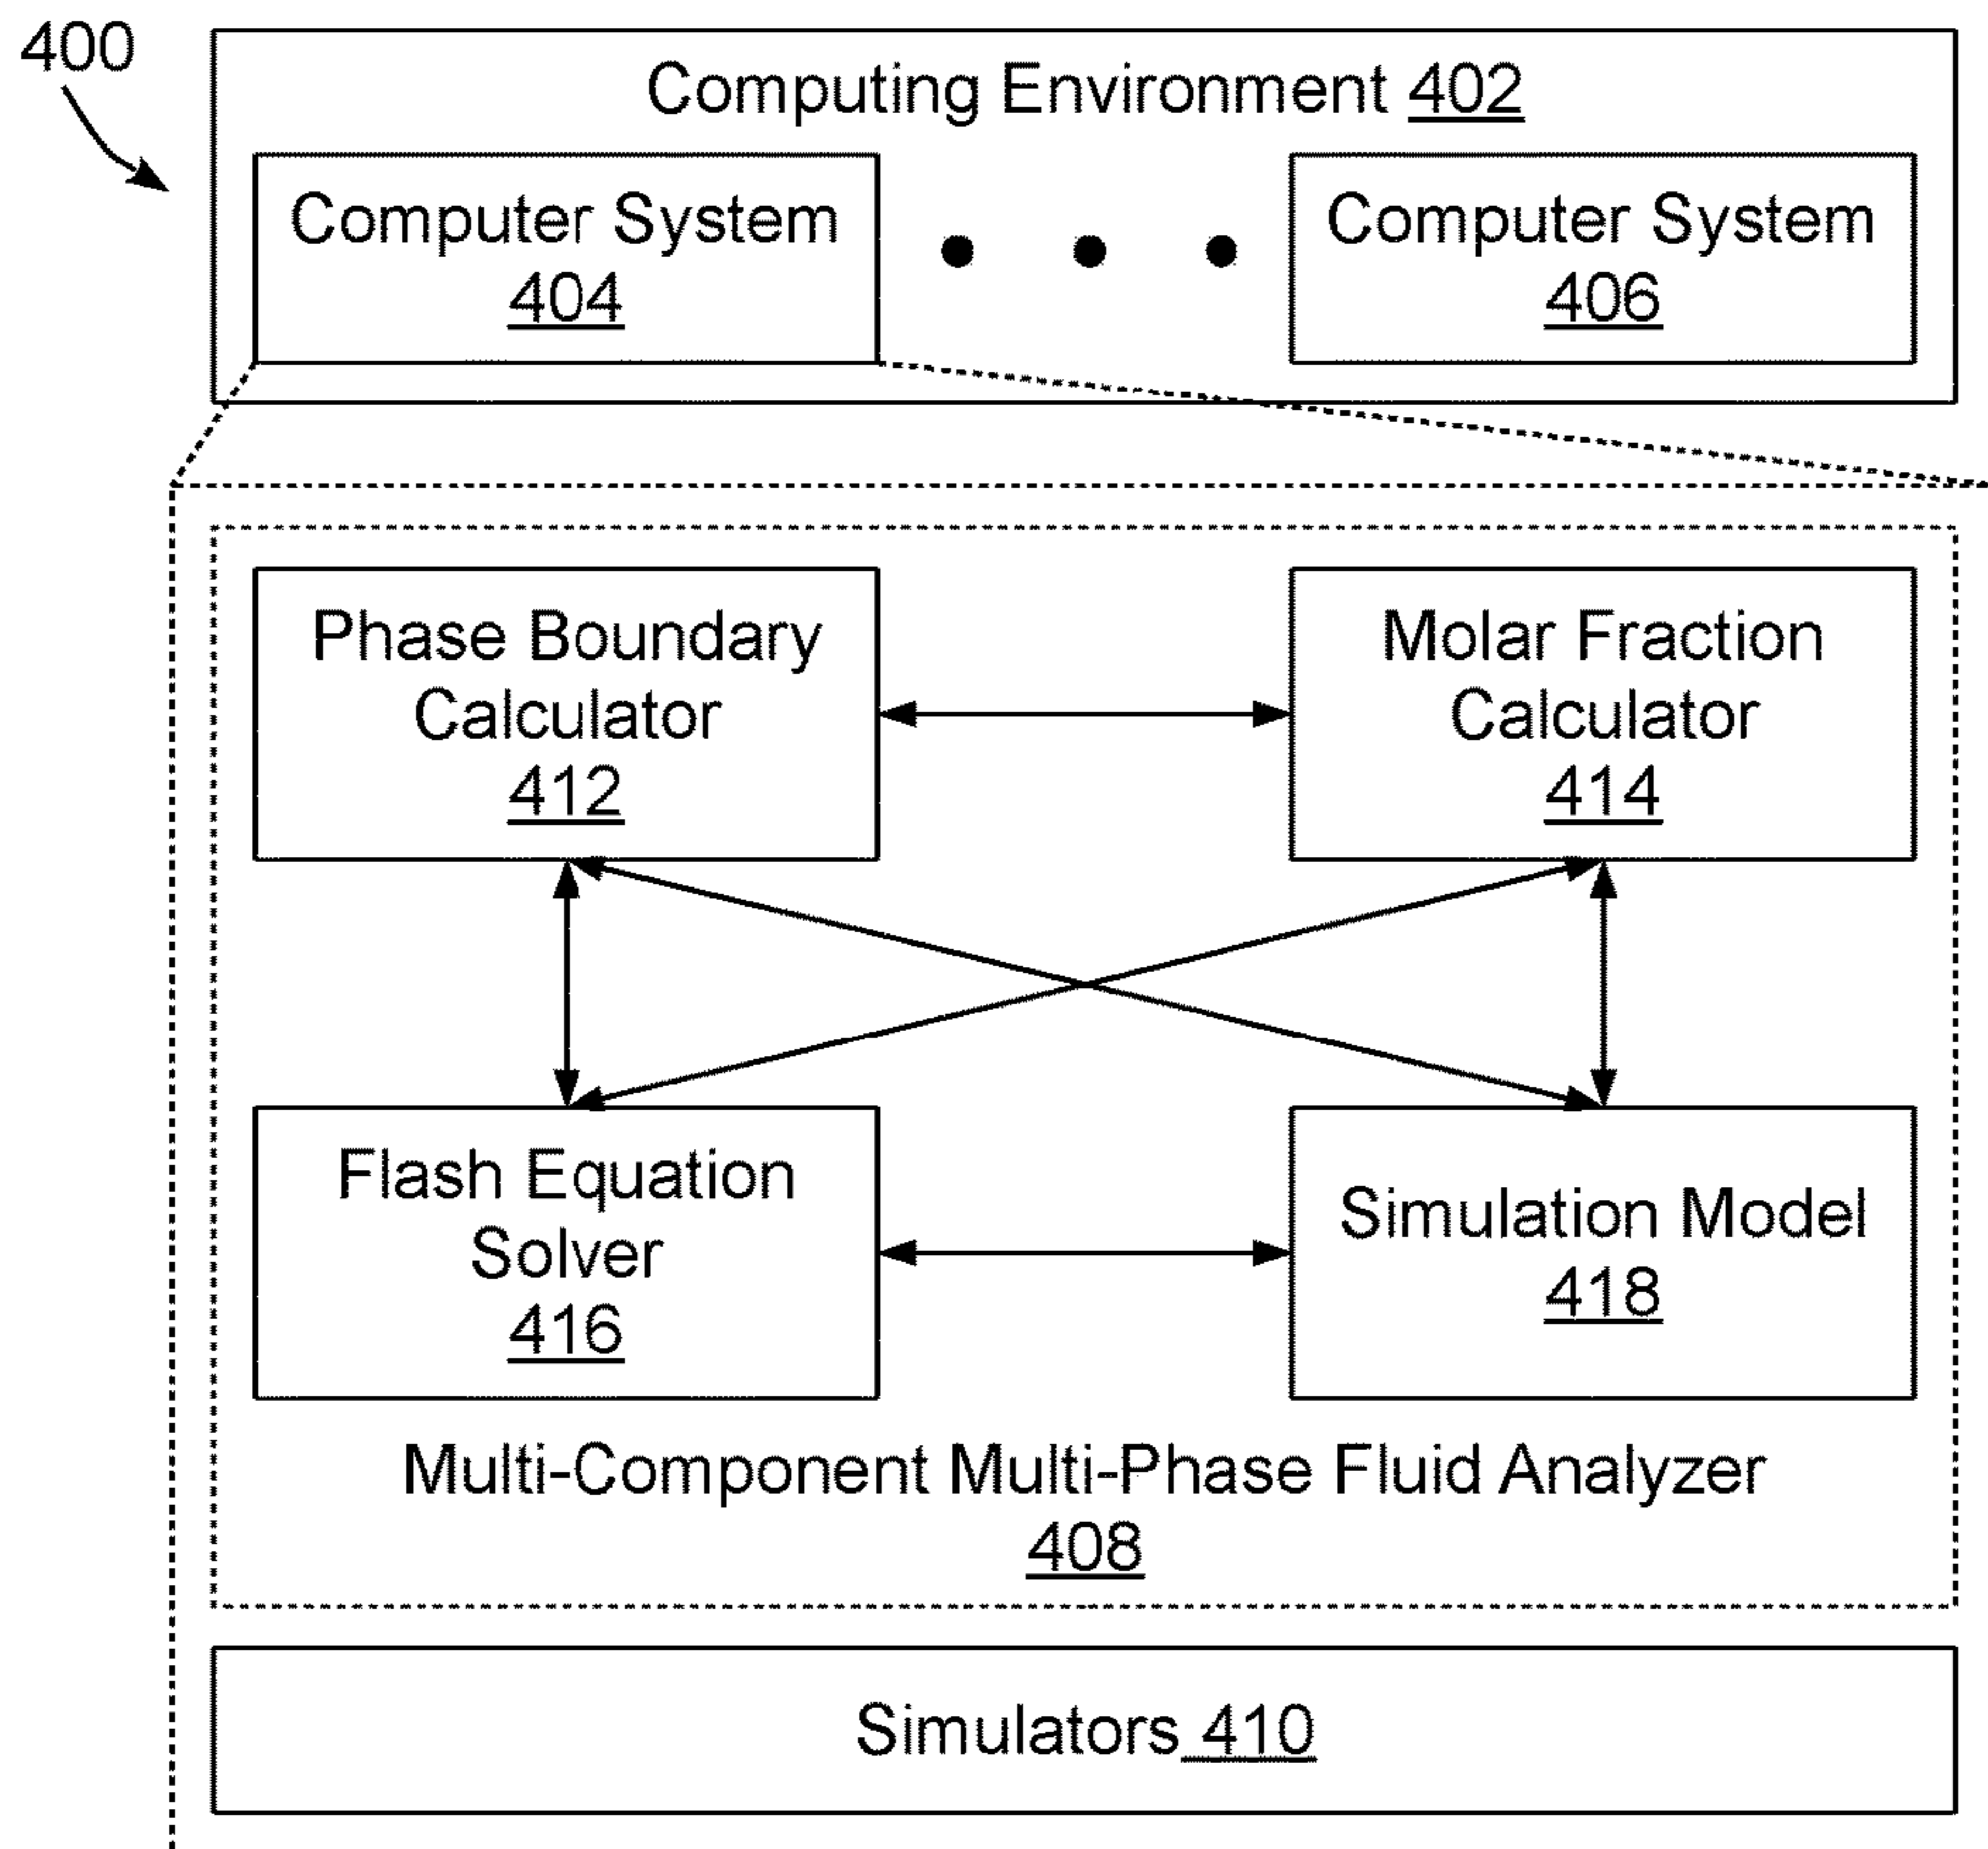 400
Computing Environment 402
Computer System
404
Computer System
406
Phase Boundary
Calculator
412
Molar Fraction
Calculator
414
Flash Equation
Solver
416
Simulation Model
418
Multi-Component Multi-Phase Fluid Analyzer
408
Simulators 410